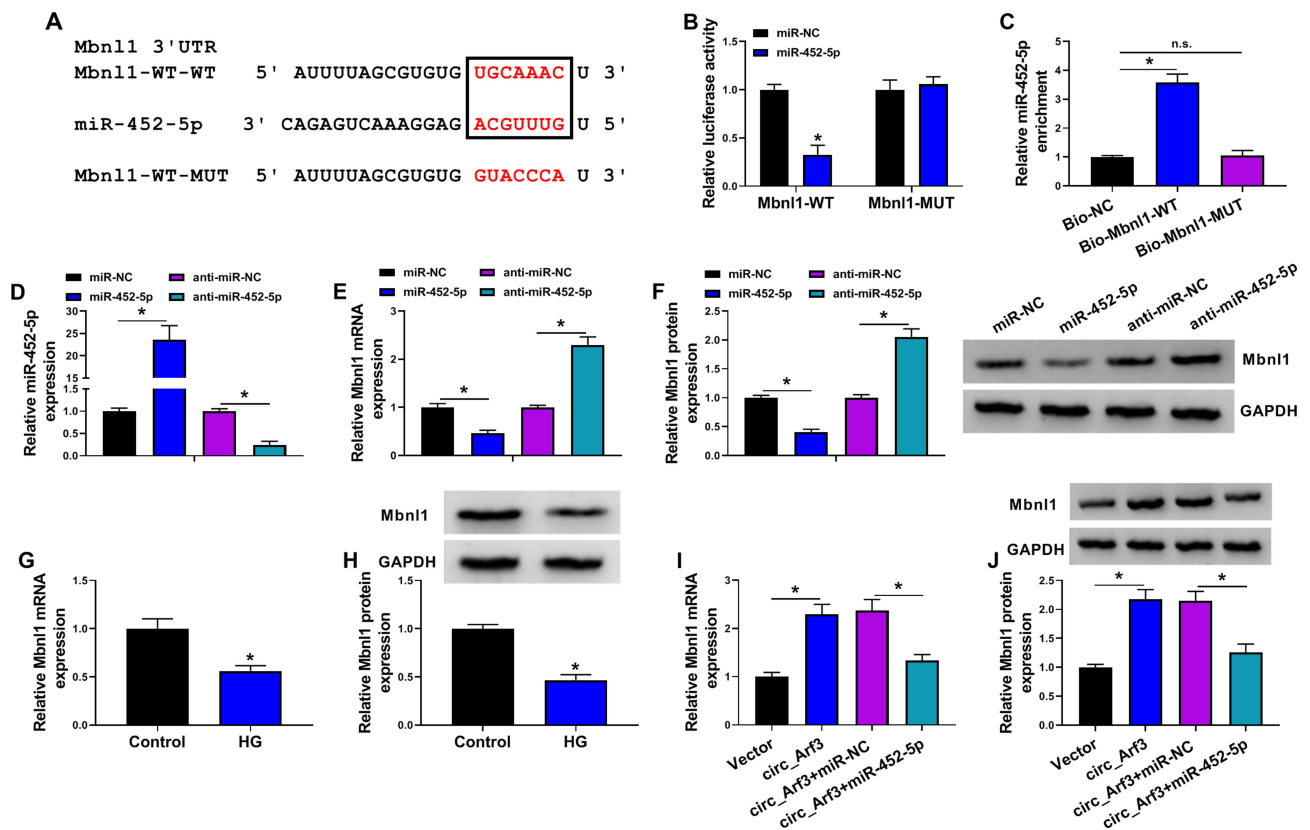 A
Mbnl1 3'UTR
Mbnl1-WT-WT 5' AUUUUAGCGUGUG UGCAAAC U 3'
miR-452-5p 3' CAGAGUCAAAGGAG ACGUUUG U 5'
Mbnl1-WT-MUT 5' AUUUUAGCGUGUG GUACCCA U 3'
B
miR-NC
miR-452-5p
Relative luciferase activity
1.5
1.0
0.5
0.0
*
Mbnl1-WT Mbnl1-MUT
C
Relative miR-452-5p
enrichment
6
4
2
0
n.s.
*
Bio-NC
Bio-Mbnl1-WT
Bio-Mbnl1-MUT
D
miR-NC anti-miR-NC
miR-452-5p anti-miR-452-5p
Relative miR-452-5p
expression
30
25
20
15
10
5
1.5
1.0
0.5
0.0
* *
E
miR-NC anti-miR-NC
miR-452-5p anti-miR-452-5p
Relative Mbnl1 mRNA
expression
3
2
1
0
* *
F
miR-NC anti-miR-NC
miR-452-5p anti-miR-452-5p
Relative Mbnl1 protein
expression
2.5
2.0
1.5
1.0
0.5
0.0
* *
miR-NC miR-452-5p anti-miR-NC anti-miR-452-5p
Mbnl1
GAPDH
G
Relative Mbnl1 mRNA
expression
1.5
1.0
0.5
0.0
*
Control HG
H
Mbnl1
GAPDH
Relative Mbnl1 protein
expression
1.5
1.0
0.5
0.0
*
Control HG
I
Relative Mbnl1 mRNA
expression
3
2
1
0
* *
Vector
circ_Arf3
circ_Arf3+miR-NC
circ_Arf3+miR-452-5p
J
Mbnl1
GAPDH
Relative Mbnl1 protein
expression
2.5
2.0
1.5
1.0
0.5
0.0
* *
Vector
circ_Arf3
circ_Arf3+miR-NC
circ_Arf3+miR-452-5p